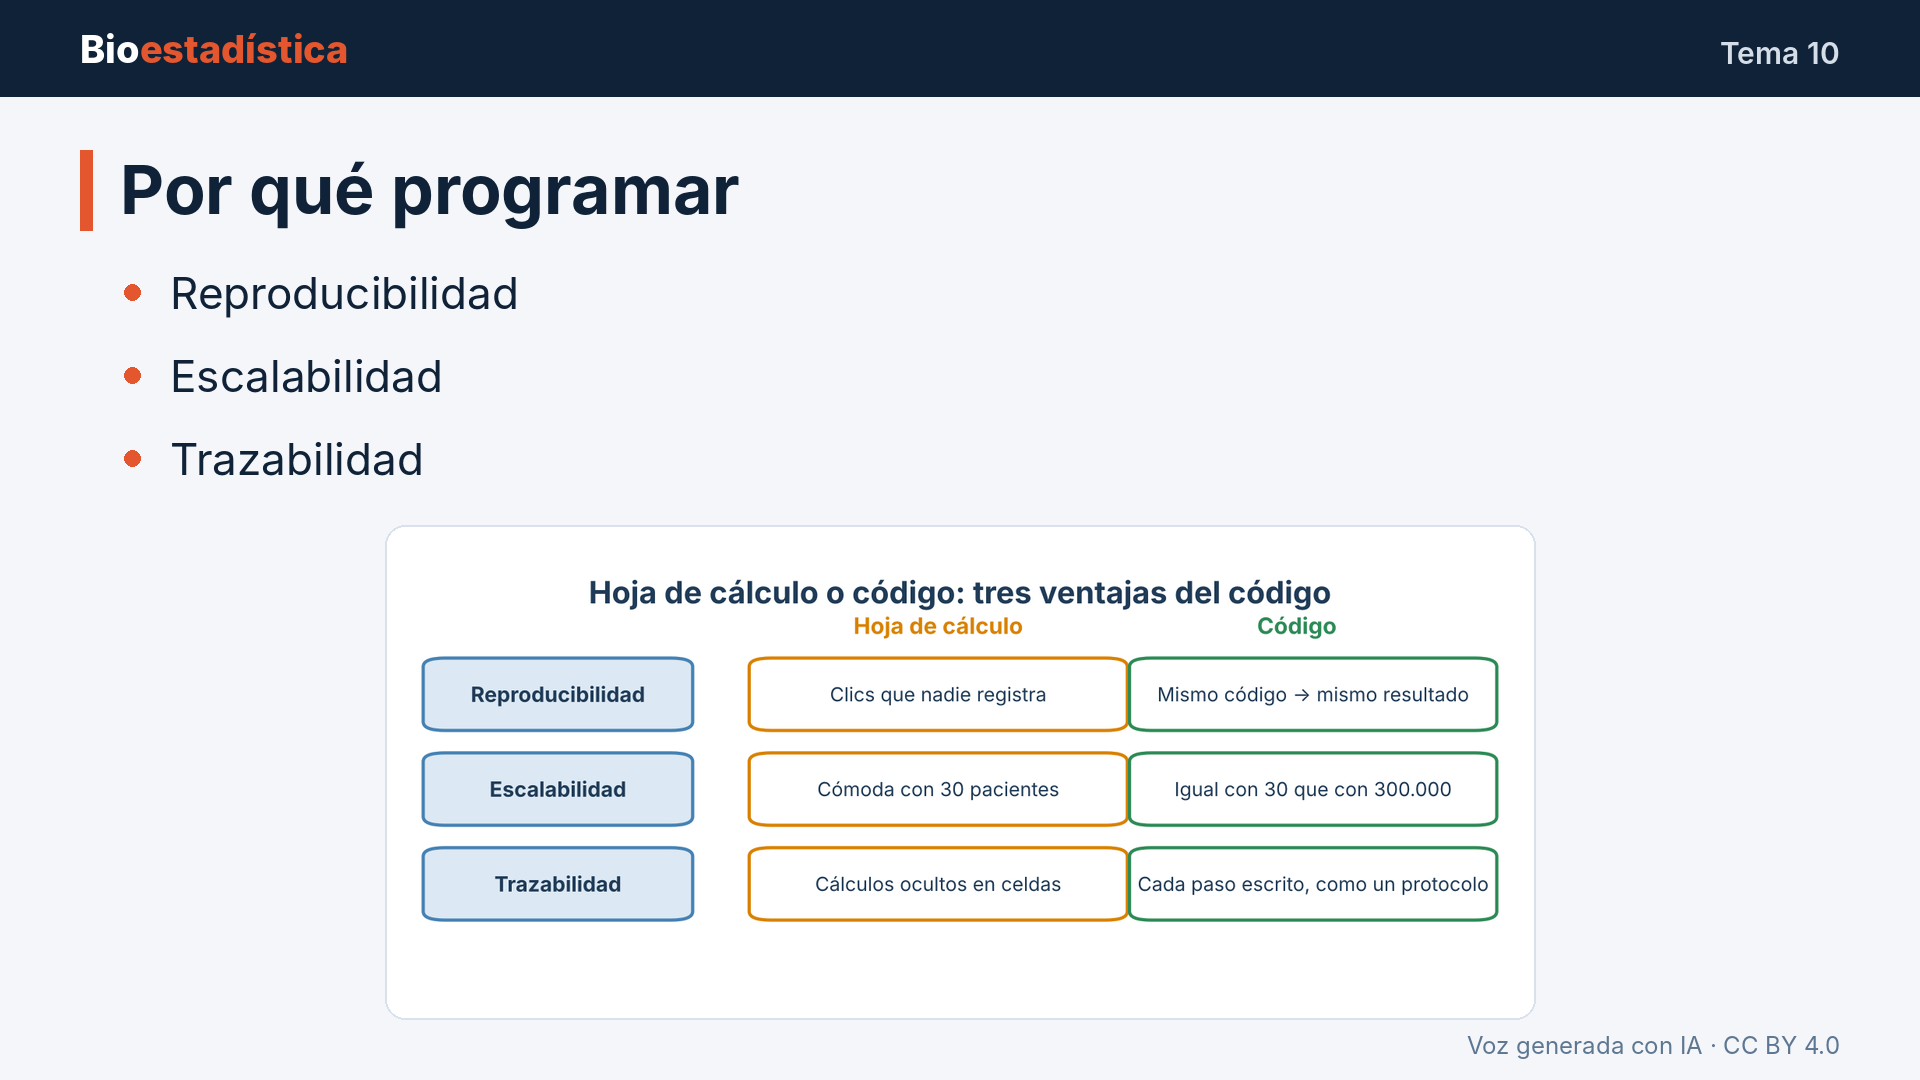 Bioestadística
Tema 10
Por qué programar
Reproducibilidad
Escalabilidad
Trazabilidad
Hoja de cálculo o código: tres ventajas del código
Hoja de cálculo Código
Reproducibilidad Clics que nadie registra Mismo código → mismo resultado
Escalabilidad Cómoda con 30 pacientes Igual con 30 que con 300.000
Trazabilidad Cálculos ocultos en celdas Cada paso escrito, como un protocolo
Voz generada con IA · CC BY 4.0